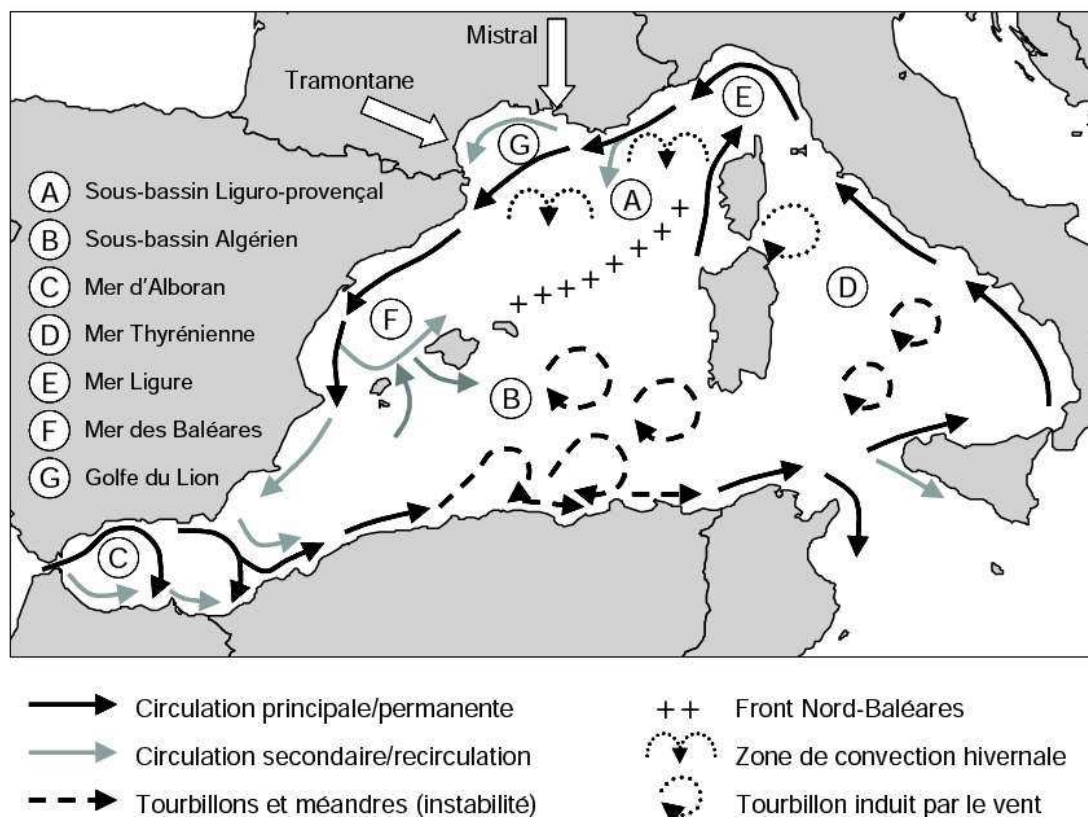 Mistral
Tramontane
E
G
A
A Sous-bassin Liguro-provençal
B Sous-bassin Algérien
C Mer d'Alboran
D Mer Thyrénienne
E Mer Ligure
F Mer des Baléares
G Golfe du Lion
D
F
B
C
Circulation principale/permanente
Circulation secondaire/recirculation
Tourbillons et méandres (instabilité)
++ Front Nord-Baléares
Zone de convection hivernale
Tourbillon induit par le vent